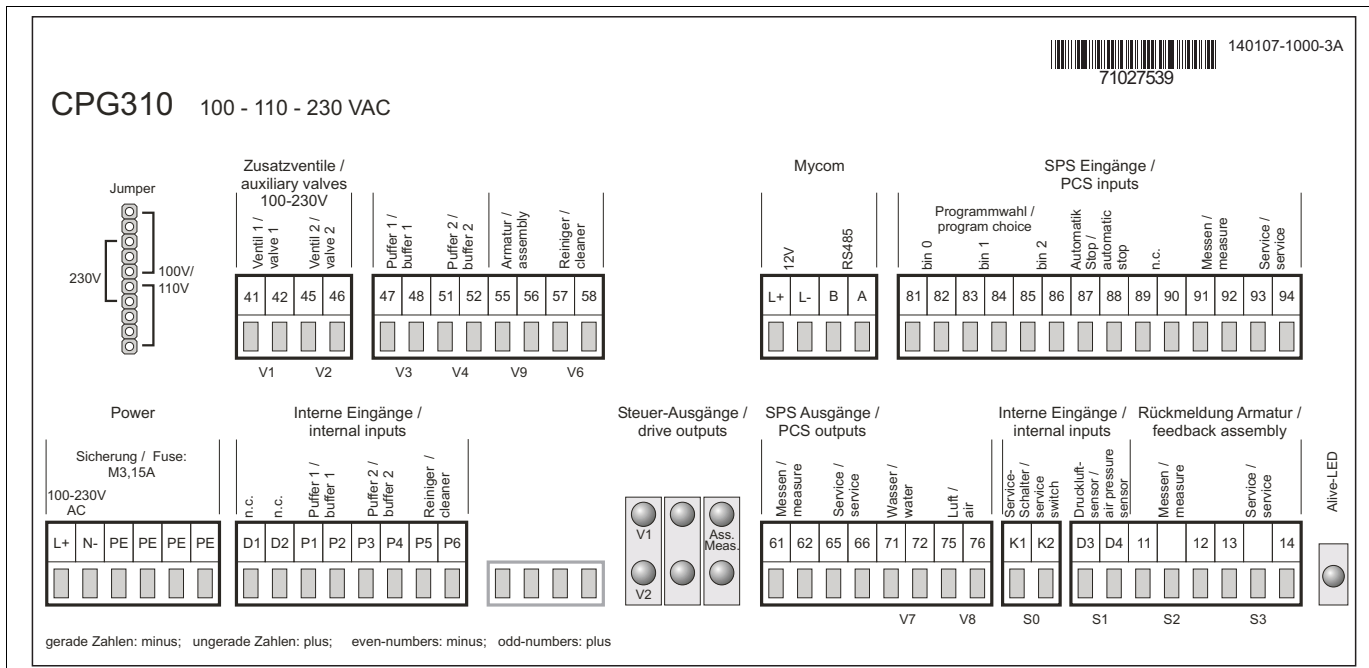 140107-1000-3A
71027539
CPG310 100 - 110 - 230 VAC
Jumper
230V
100V/
110V
Zusatzventile /
auxiliary valves
100-230V
Ventil 1 /
valve 1
Ventil 2 /
valve 2
41 42 45 46
V1 V2
Puffer 1 /
buffer 1
Puffer 2 /
buffer 2
Armatur /
assembly
Reiniger /
cleaner
47 48 51 52 55 56 57 58
V3 V4 V9 V6
Mycom
12V
RS485
L+ L- B A
SPS Eingänge /
PCS inputs
Programmwahl /
program choice
bin 0
bin 1
bin 2
Automatik
Stop /
automatic
stop
n.c.
Messen /
measure
Service /
service
81 82 83 84 85 86 87 88 89 90 91 92 93 94
Power
Sicherung / Fuse:
M3,15A
100-230V
AC
L+ N- PE PE PE PE
Interne Eingänge /
internal inputs
n.c.
n.c.
Puffer 1 /
buffer 1
Puffer 2 /
buffer 2
Reiniger /
cleaner
D1 D2 P1 P2 P3 P4 P5 P6
Steuer-Ausgänge /
drive outputs
V1
Ass.
Meas.
V2
SPS Ausgänge /
PCS outputs
Messen /
measure
Service /
service
Wasser /
water
Luft /
air
61 62 65 66 71 72 75 76
V7 V8
Interne Eingänge /
internal inputs
Service-
Schalter /
service
switch
Druckluft-
sensor /
air pressure
sensor
K1 K2
S0
D3 D4 11 12 13 14
S1 S2 S3
Rückmeldung Armatur /
feedback assembly
Messen /
measure
Service /
service
Alive-LED
gerade Zahlen: minus; ungerade Zahlen: plus; even-numbers: minus; odd-numbers: plus